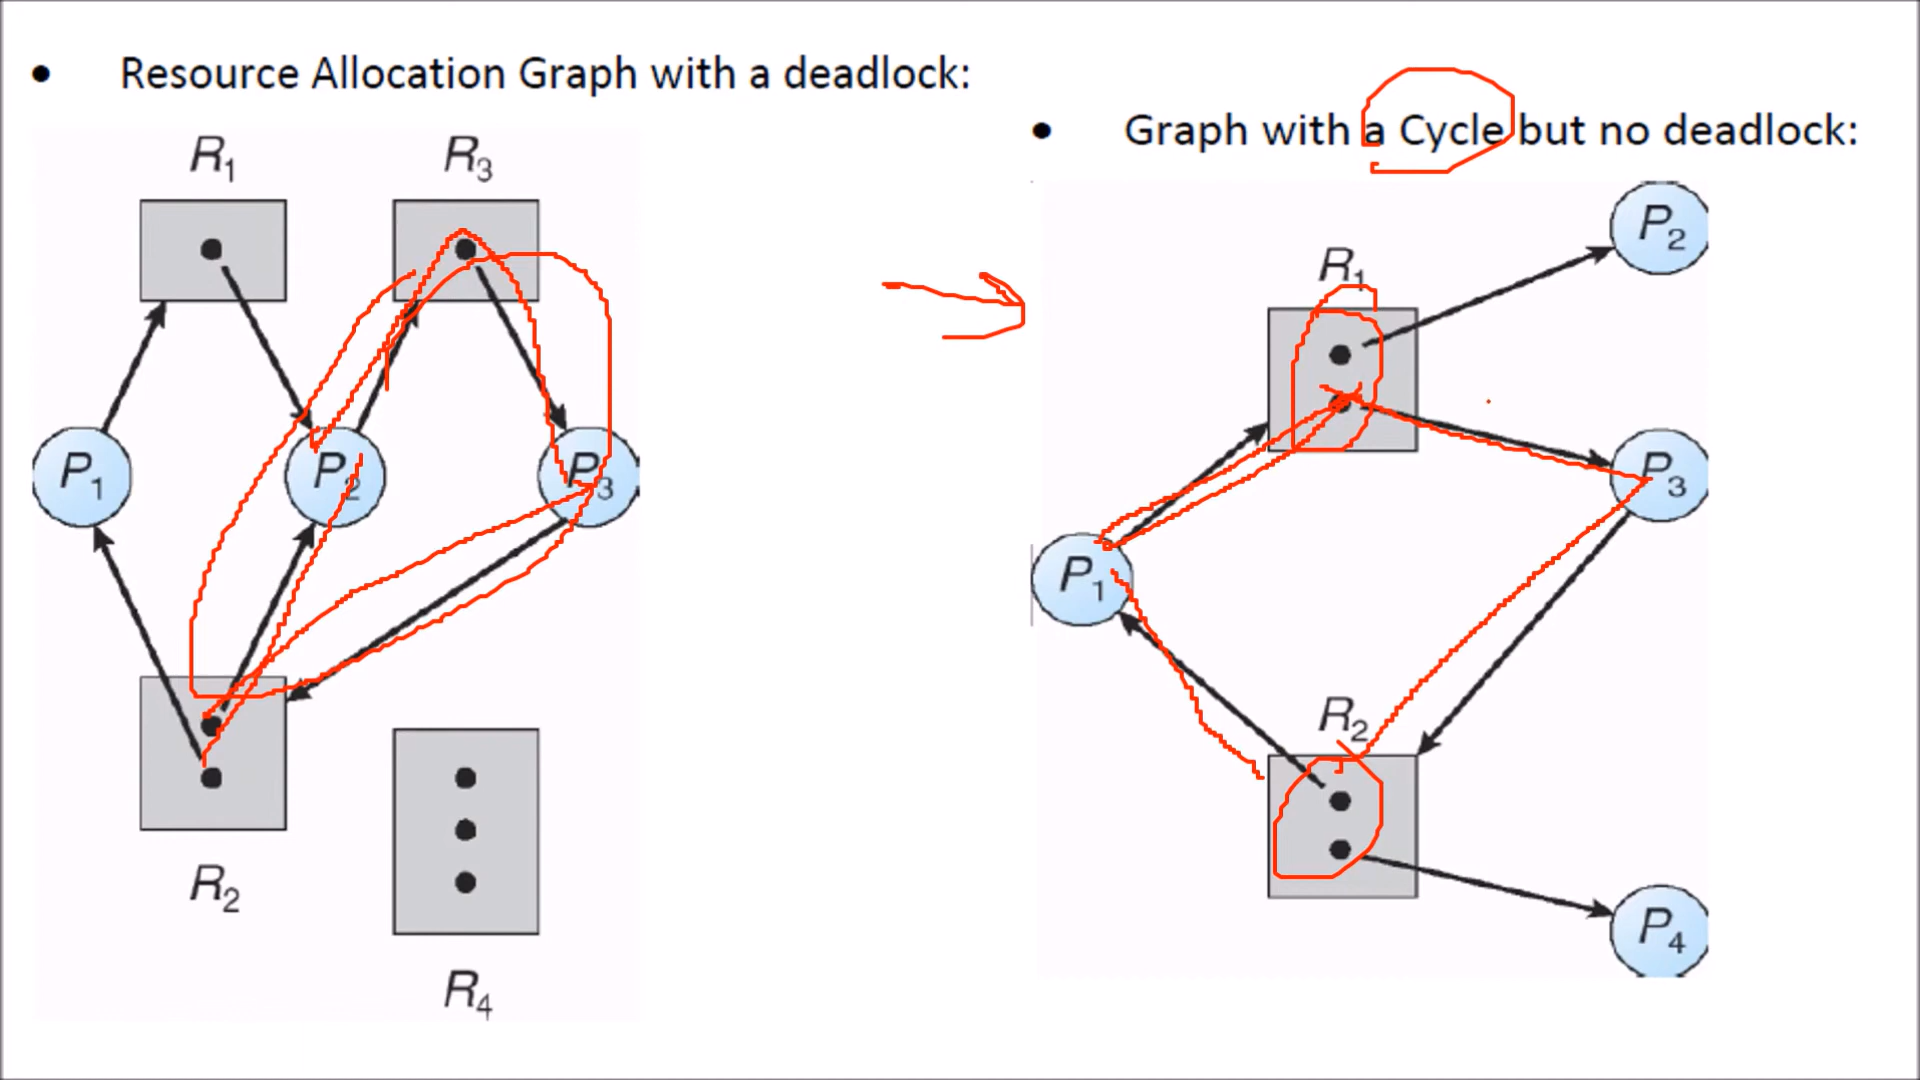 • Resource Allocation Graph with a deadlock:
R1 R3
P1 P2 P3
R2
R4
• Graph with a Cycle but no deadlock:
P2
R1
P3
P1
R2
P4